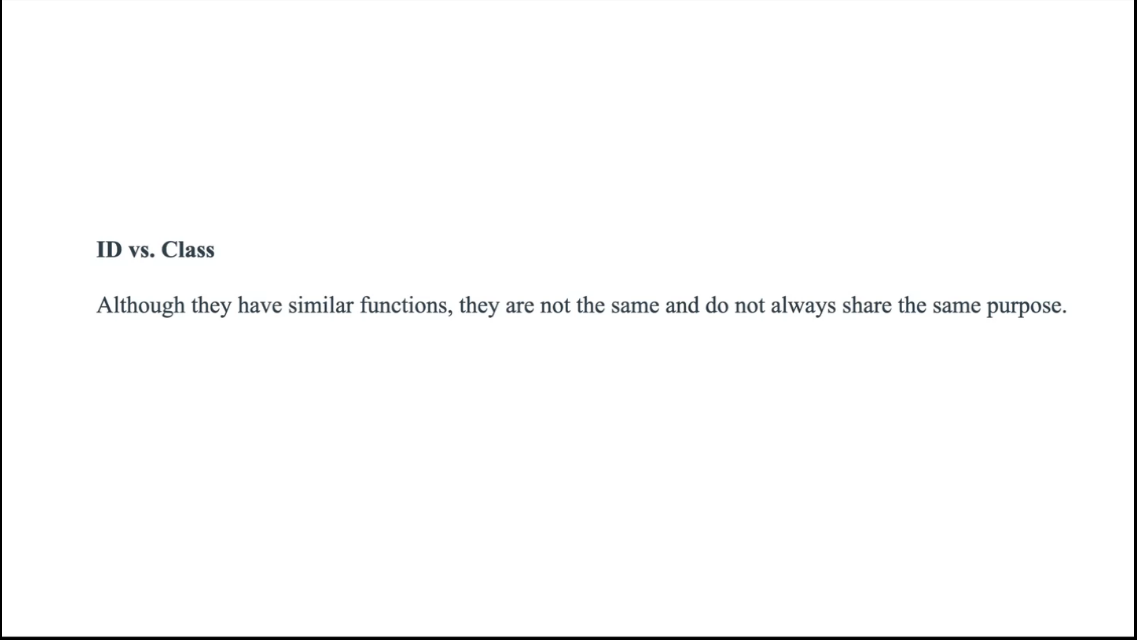 ID vs. Class
Although they have similar functions, they are not the same and do not always share the same purpose.